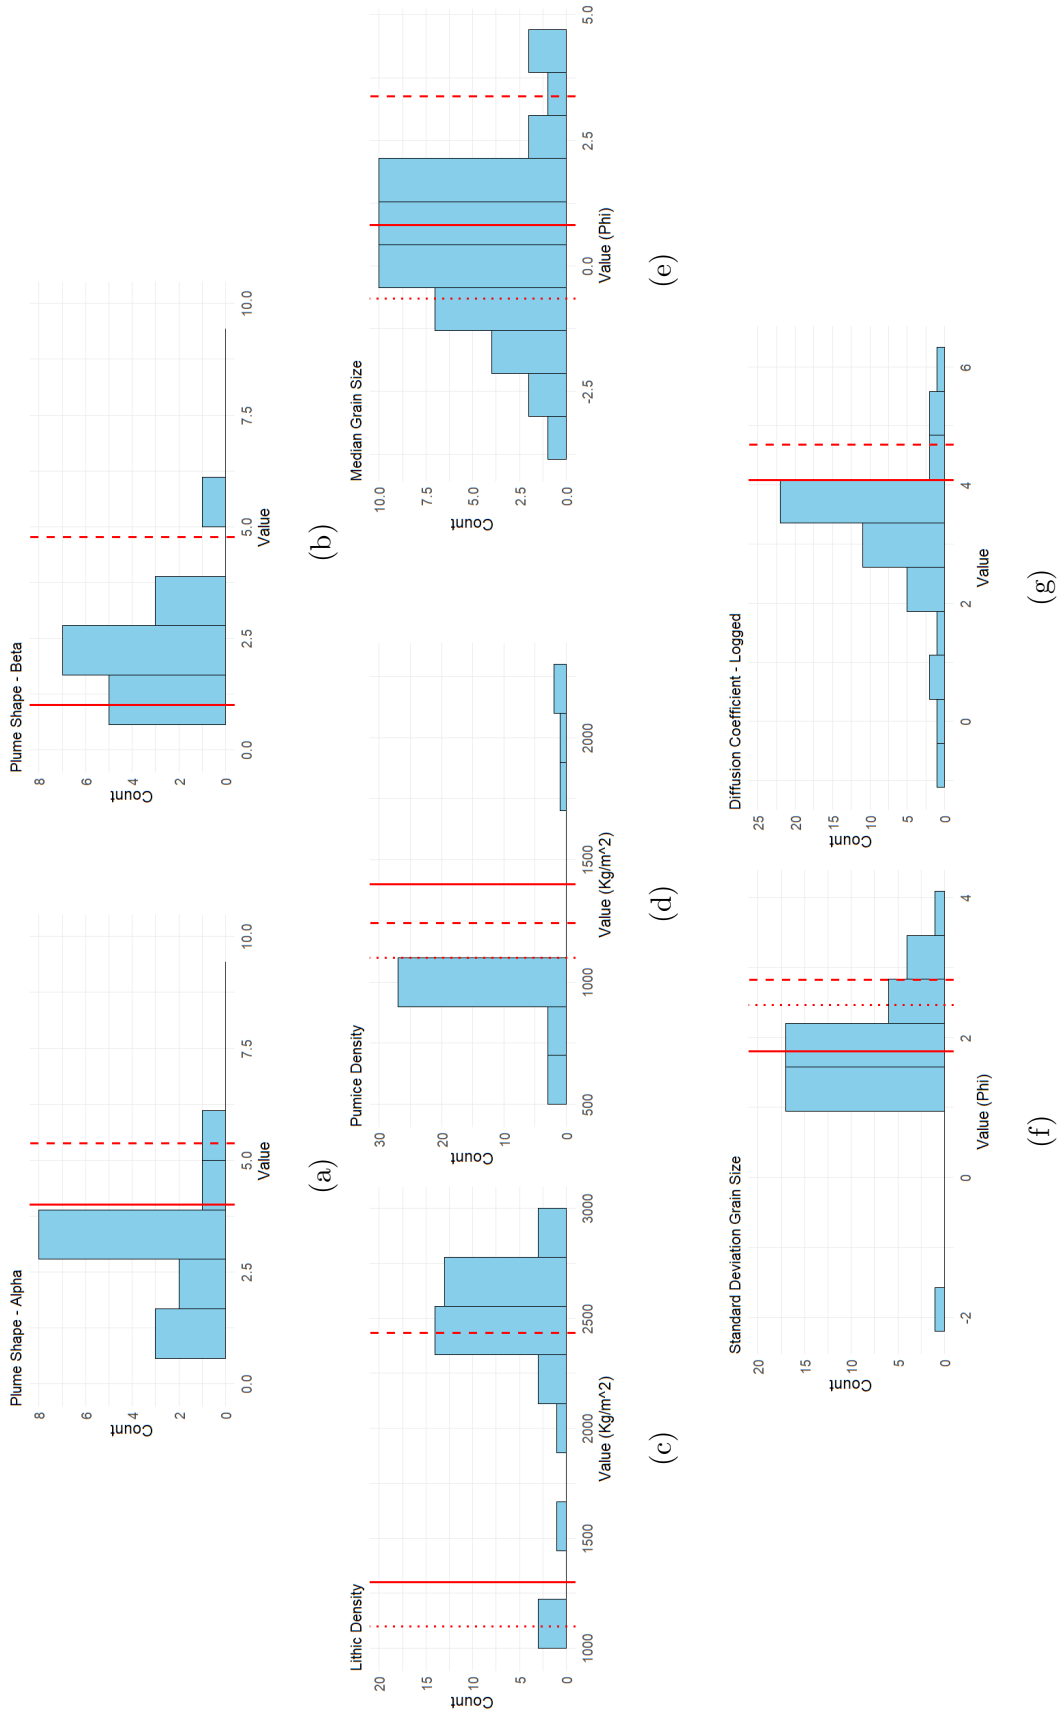 Plume Shape - Alpha
Count
8
6
4
2
0
0.0
2.5
5.0
7.5
10.0
Value
(a)
Plume Shape - Beta
Count
8
6
4
2
0
0.0
2.5
5.0
7.5
10.0
Value
(b)
Lithic Density
Count
20
15
10
5
0
1000
1500
2000
2500
3000
Value (Kg/m^2)
(c)
Pumice Density
Count
30
20
10
0
500
1000
1500
2000
Value (Kg/m^2)
(d)
Median Grain Size
Count
10.0
7.5
5.0
2.5
0.0
-2.5
0.0
2.5
5.0
Value (Phi)
(e)
Standard Deviation Grain Size
Count
20
15
10
5
0
-2
0
2
4
Value (Phi)
(f)
Diffusion Coefficient - Logged
Count
25
20
15
10
5
0
0
2
4
6
Value
(g)